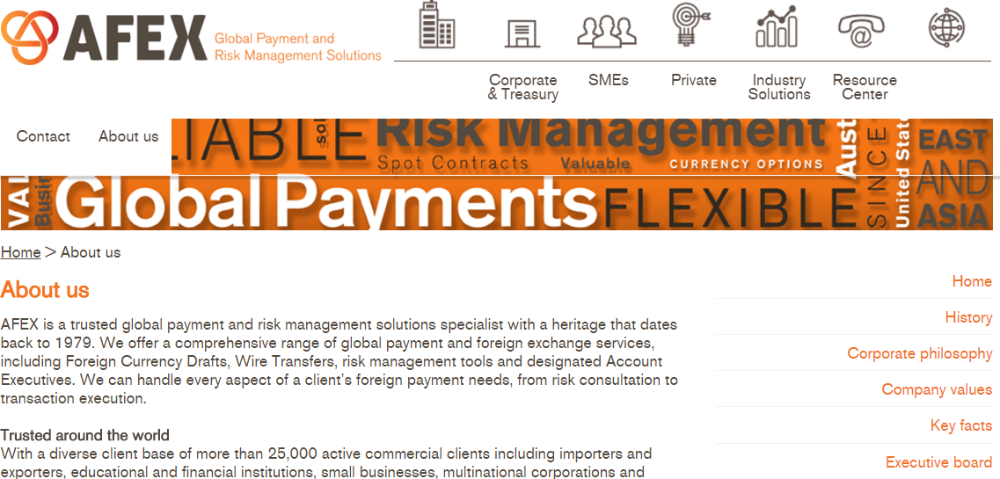 AFEX Global Payment and
Risk Management Solutions
Corporate
& Treasury
SMEs
Private
Industry
Solutions
Resource
Center
Contact
About us
Risk Management
Spot Contracts
Valuable
CURRENCY OPTIONS
SINCE
EAST
AND
ASIA
Global Payments
FLEXIBLE
Home > About us
About us
AFEX is a trusted global payment and risk management solutions specialist with a heritage that dates
back to 1979. We offer a comprehensive range of global payment and foreign exchange services,
including Foreign Currency Drafts, Wire Transfers, risk management tools and designated Account
Executives. We can handle every aspect of a client's foreign payment needs, from risk consultation to
transaction execution.
Trusted around the world
With a diverse client base of more than 25,000 active commercial clients including importers and
exporters, educational and financial institutions, small businesses, multinational corporations and
Home
History
Corporate philosophy
Company values
Key facts
Executive board